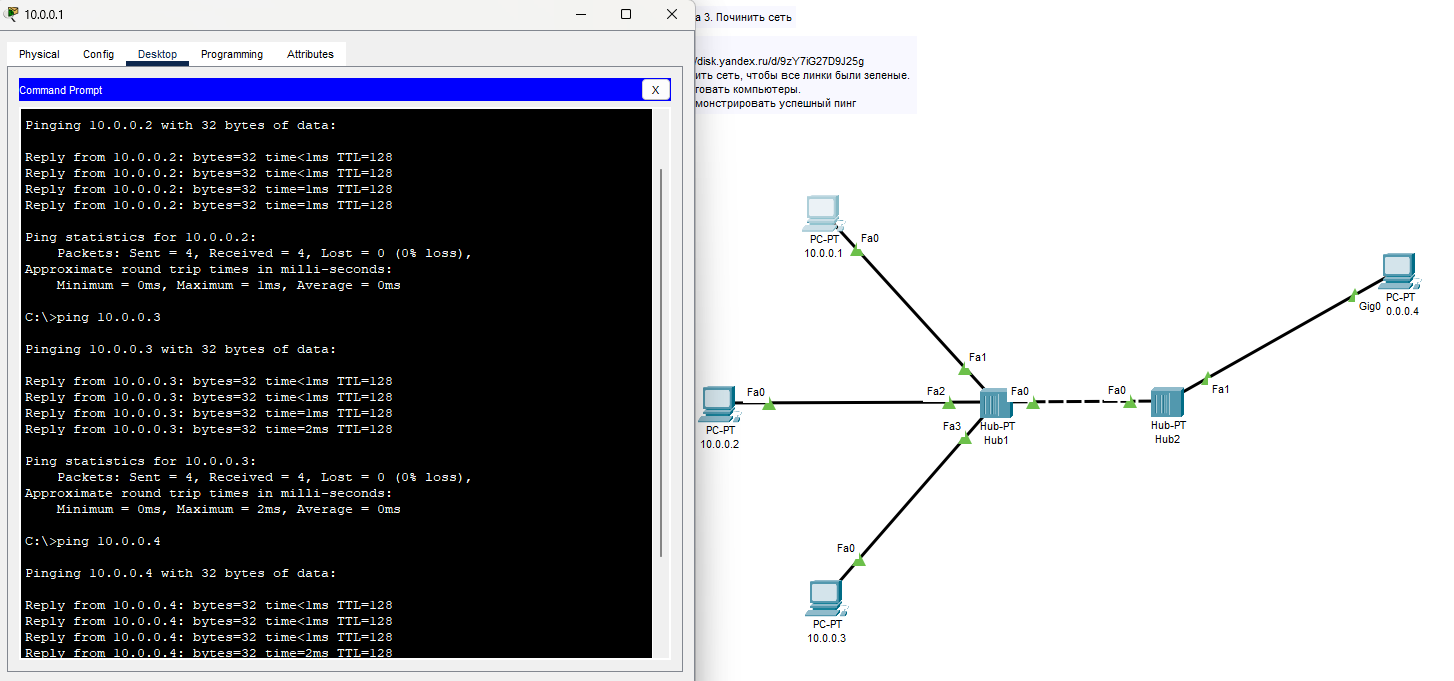 10.0.0.1
Physical Config Desktop Programming Attributes
Command Prompt
X
Pinging 10.0.0.2 with 32 bytes of data:
Reply from 10.0.0.2: bytes=32 time<1ms TTL=128
Reply from 10.0.0.2: bytes=32 time<1ms TTL=128
Reply from 10.0.0.2: bytes=32 time=1ms TTL=128
Reply from 10.0.0.2: bytes=32 time=1ms TTL=128
Ping statistics for 10.0.0.2:
Packets: Sent = 4, Received = 4, Lost = 0 (0% loss),
Approximate round trip times in milli-seconds:
Minimum = 0ms, Maximum = 1ms, Average = 0ms
C:\>ping 10.0.0.3
Pinging 10.0.0.3 with 32 bytes of data:
Reply from 10.0.0.3: bytes=32 time<1ms TTL=128
Reply from 10.0.0.3: bytes=32 time<1ms TTL=128
Reply from 10.0.0.3: bytes=32 time=1ms TTL=128
Reply from 10.0.0.3: bytes=32 time=2ms TTL=128
Ping statistics for 10.0.0.3:
Packets: Sent = 4, Received = 4, Lost = 0 (0% loss),
Approximate round trip times in milli-seconds:
Minimum = 0ms, Maximum = 2ms, Average = 0ms
C:\>ping 10.0.0.4
Pinging 10.0.0.4 with 32 bytes of data:
Reply from 10.0.0.4: bytes=32 time<1ms TTL=128
Reply from 10.0.0.4: bytes=32 time<1ms TTL=128
Reply from 10.0.0.4: bytes=32 time=1ms TTL=128
Reply from 10.0.0.4: bytes=32 time=2ms TTL=128
а 3. Починить сеть
/disk.yandex.ru/d/9zY7iG27D9J25g
ить сеть, чтобы все линки были зеленые.
говать компьютеры.
монстрировать успешный пинг
Fa0
PC-PT
10.0.0.1
PC-PT
Gig0
0.0.0.4
Fa1
Fa0
Fa2
Fa0
Fa0
Fa1
PC-PT
10.0.0.2
Fa3
Hub-PT
Hub1
Hub-PT
Hub2
Fa0
PC-PT
10.0.0.3